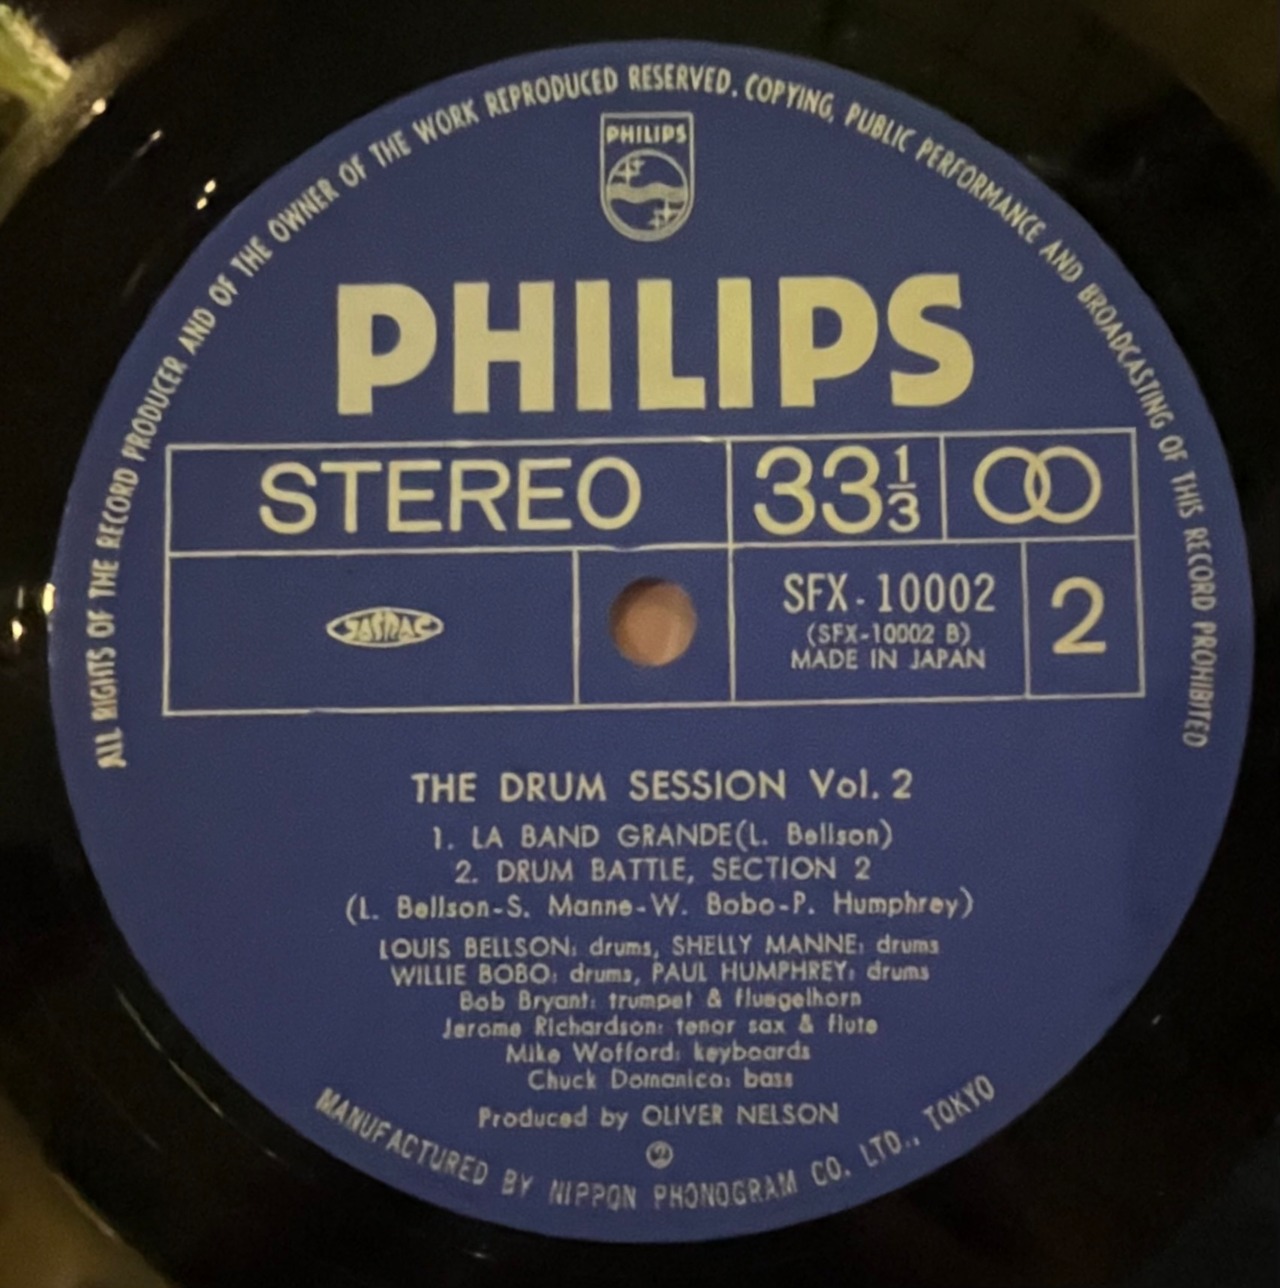 ALL RIGHTS OF THE RECORD PRODUCER AND OF THE OWNER OF THE WORK REPRODUCED RESERVED. COPYING, PUBLIC PERFORMANCE AND BROADCASTING OF THIS RECORD PROHIBITED
PHILIPS
PHILIPS
STEREO
33 1/3
JASRAC
SFX-10002
(SFX-10002 B)
MADE IN JAPAN
2
THE DRUM SESSION Vol. 2
1. LA BAND GRANDE(L. Bellson)
2. DRUM BATTLE, SECTION 2
(L. Bellson-S. Manne-W. Bobo-P. Humphrey)
LOUIS BELLSON: drums, SHELLY MANNE: drums
WILLIE BOBO: drums, PAUL HUMPHREY: drums
Bob Bryant: trumpet & fluegelhorn
Jerome Richardson: tenor sax & flute
Mike Wofford: keyboards
Chuck Domanico: bass
Produced by OLIVER NELSON
MANUFACTURED BY NIPPON PHONOGRAM CO. LTD., TOKYO